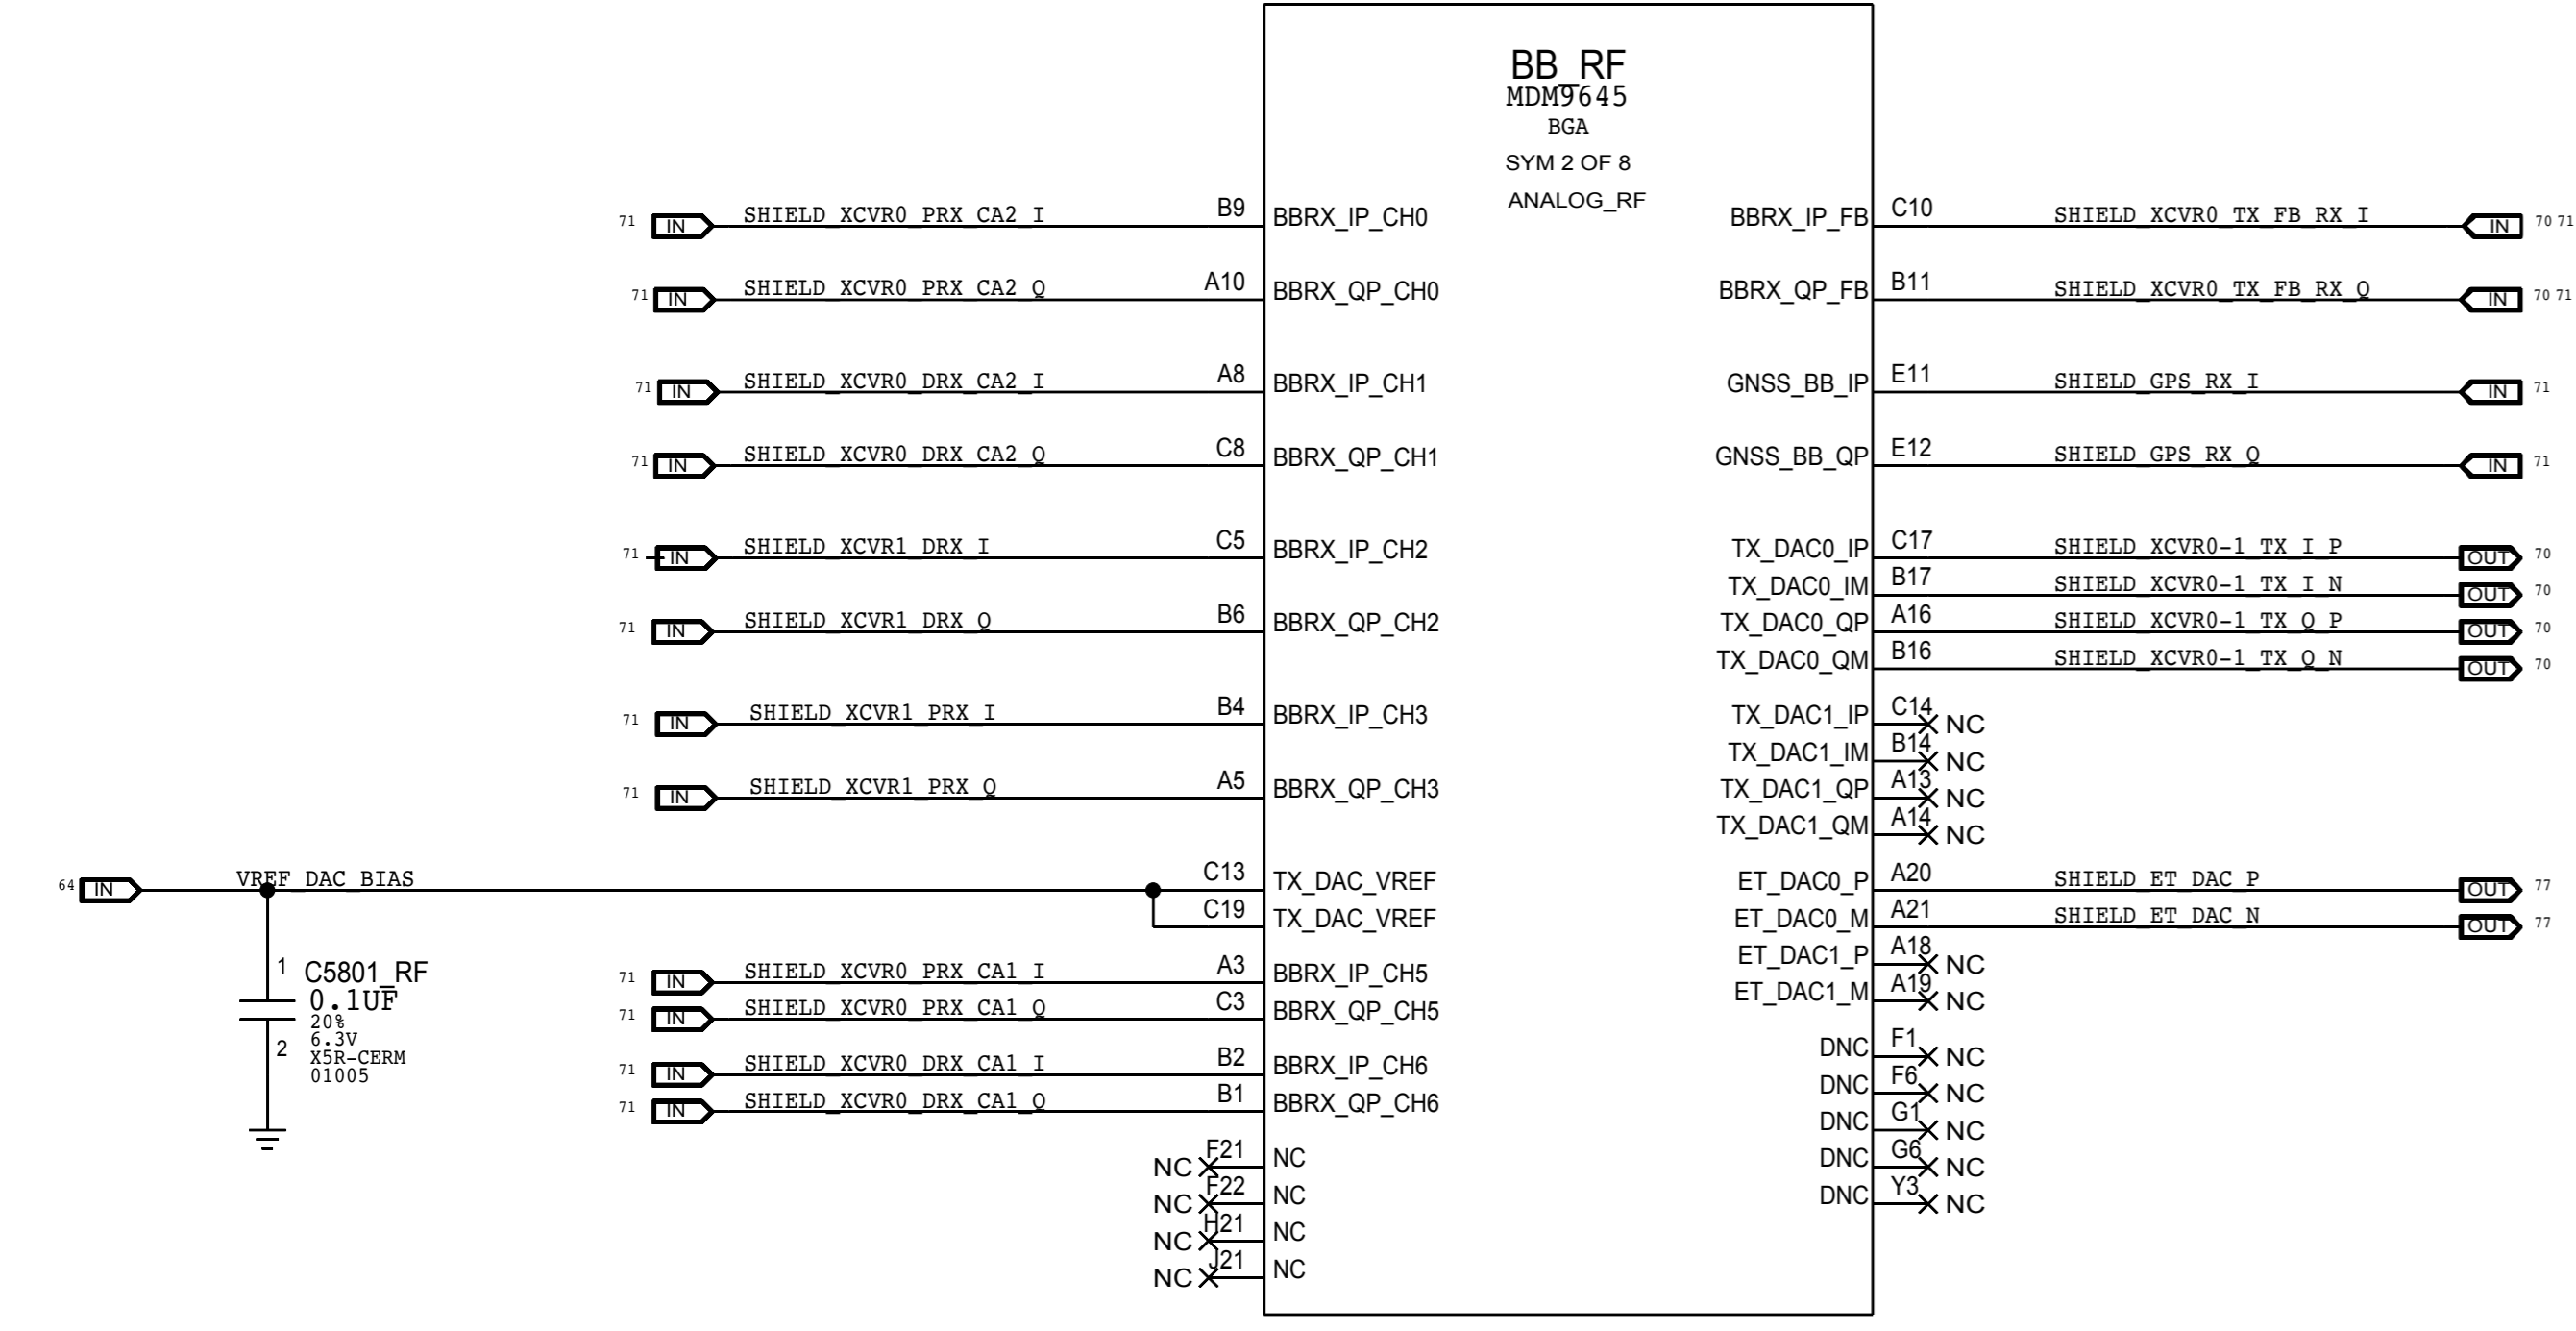 BB_RF
MDM9645
BGA
SYM 2 OF 8
ANALOG_RF
71 IN SHIELD_XCVR0_PRX_CA2_I B9 BBRX_IP_CH0
71 IN SHIELD_XCVR0_PRX_CA2_Q A10 BBRX_QP_CH0
71 IN SHIELD_XCVR0_DRX_CA2_I A8 BBRX_IP_CH1
71 IN SHIELD_XCVR0_DRX_CA2_Q C8 BBRX_QP_CH1
71 IN SHIELD_XCVR1_DRX_I C5 BBRX_IP_CH2
71 IN SHIELD_XCVR1_DRX_Q B6 BBRX_QP_CH2
71 IN SHIELD_XCVR1_PRX_I B4 BBRX_IP_CH3
71 IN SHIELD_XCVR1_PRX_Q A5 BBRX_QP_CH3
64 IN VREF_DAC_BIAS C13 TX_DAC_VREF
C19 TX_DAC_VREF
71 IN SHIELD_XCVR0_PRX_CA1_I A3 BBRX_IP_CH5
71 IN SHIELD_XCVR0_PRX_CA1_Q C3 BBRX_QP_CH5
71 IN SHIELD_XCVR0_DRX_CA1_I B2 BBRX_IP_CH6
71 IN SHIELD_XCVR0_DRX_CA1_Q B1 BBRX_QP_CH6
NC F21 NC
NC F22 NC
NC H21 NC
NC J21 NC
1 C5801_RF
0.1UF
20%
6.3V
2 X5R-CERM
01005
BBRX_IP_FB C10 SHIELD_XCVR0_TX_FB_RX_I IN 70 71
BBRX_QP_FB B11 SHIELD_XCVR0_TX_FB_RX_Q IN 70 71
GNSS_BB_IP E11 SHIELD_GPS_RX_I IN 71
GNSS_BB_QP E12 SHIELD_GPS_RX_Q IN 71
TX_DAC0_IP C17 SHIELD_XCVR0-1_TX_I_P OUT 70
TX_DAC0_IM B17 SHIELD_XCVR0-1_TX_I_N OUT 70
TX_DAC0_QP A16 SHIELD_XCVR0-1_TX_Q_P OUT 70
TX_DAC0_QM B16 SHIELD_XCVR0-1_TX_Q_N OUT 70
TX_DAC1_IP C14 NC
TX_DAC1_IM B14 NC
TX_DAC1_QP A13 NC
TX_DAC1_QM A14 NC
ET_DAC0_P A20 SHIELD_ET_DAC_P OUT 77
ET_DAC0_M A21 SHIELD_ET_DAC_N OUT 77
ET_DAC1_P A18 NC
ET_DAC1_M A19 NC
DNC F1 NC
DNC F6 NC
DNC G1 NC
DNC G6 NC
DNC Y3 NC